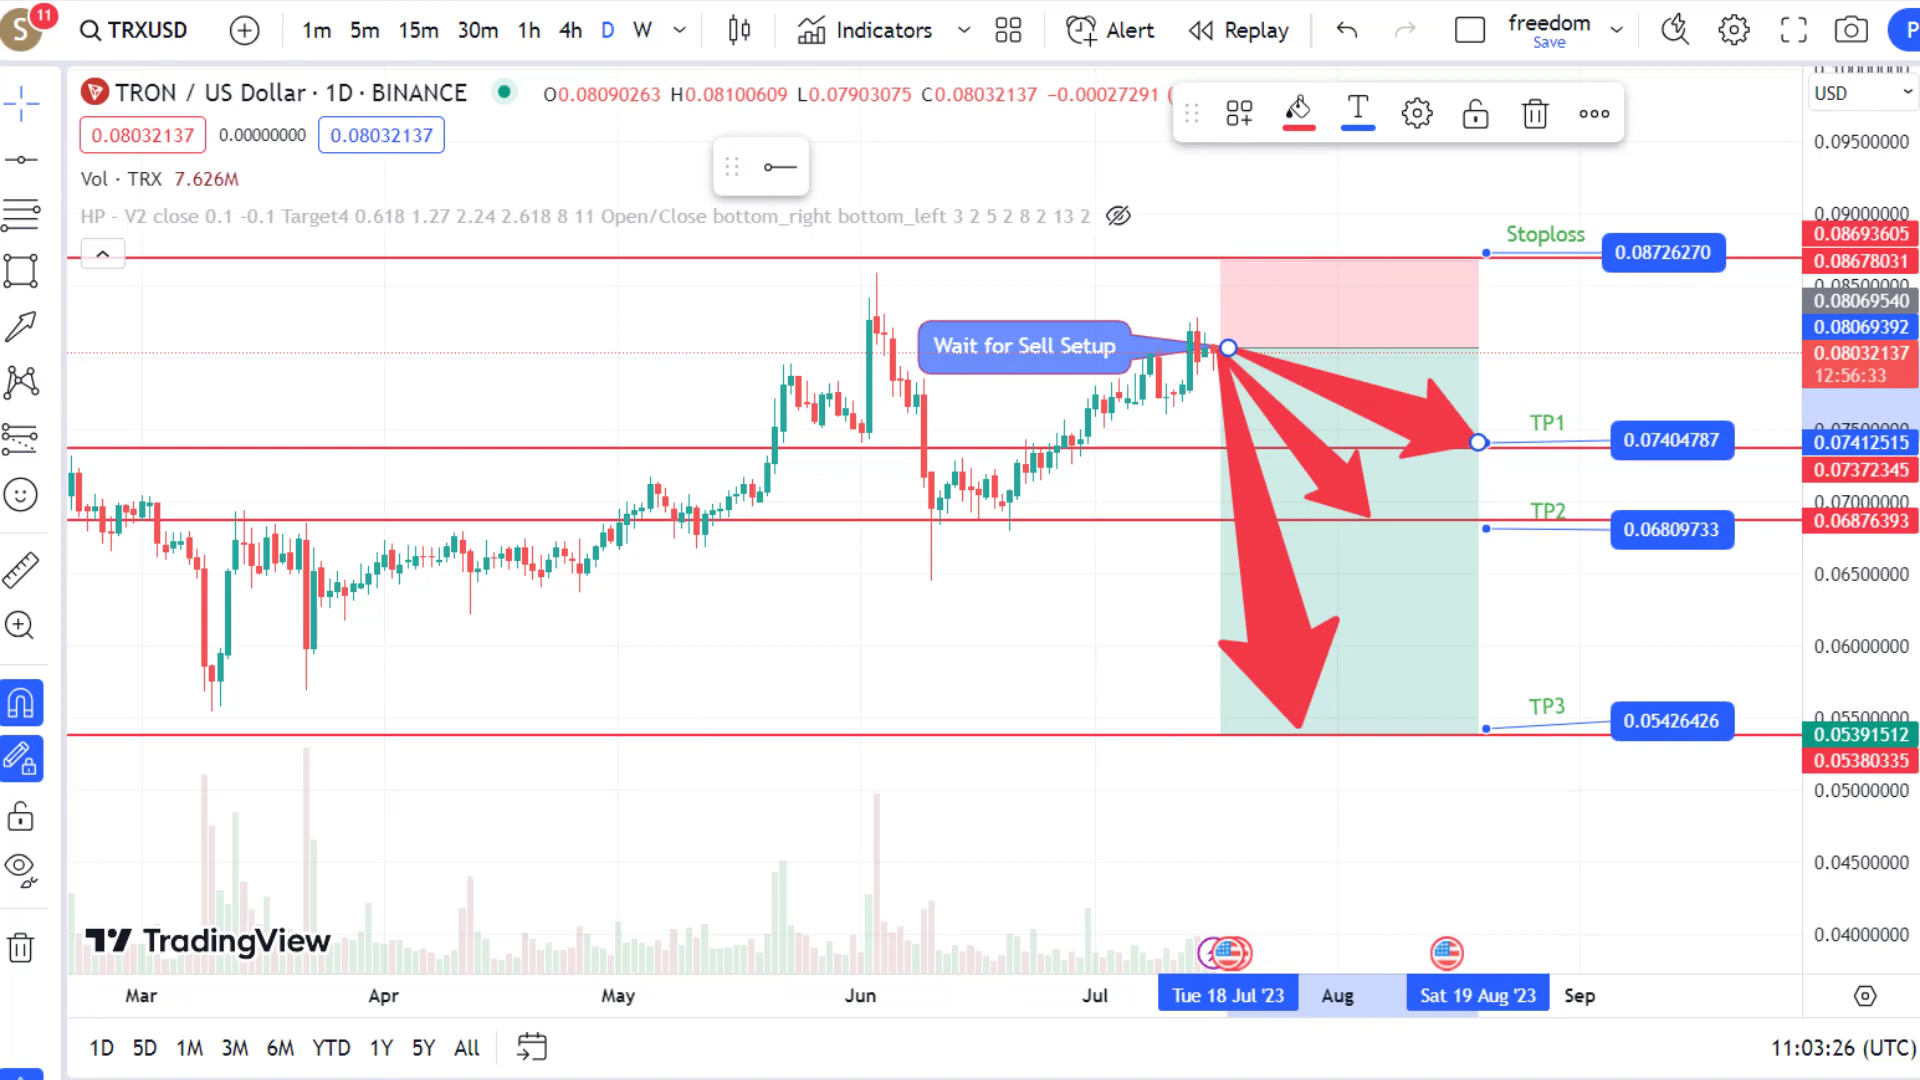 S 11 TRXUSD 1m 5m 15m 30m 1h 4h D W Indicators Alert Replay freedom P
Save
TRON / US Dollar · 1D · BINANCE O0.08090263 H0.08100609 L0.07903075 C0.08032137 −0.00027291 (
USD
0.08032137 0.00000000 0.08032137
0.09500000
T
Vol · TRX 7.626M
HP - V2 close 0.1 -0.1 Target4 0.618 1.27 2.24 2.618 8 11 Open/Close bottom_right bottom_left 3 2 5 2 8 2 13 2
0.09000000
Stoploss
0.08693605
0.08726270
0.08678031
0.08500000
0.08069540
0.08069392
Wait for Sell Setup
0.08032137
12:56:33
TP1
0.07500000
0.07404787
0.07412515
0.07372345
0.07000000
TP2
0.06876393
0.06809733
0.06500000
0.06000000
TP3
0.05500000
0.05426426
0.05391512
0.05380335
0.05000000
0.04500000
0.04000000
TradingView
Mar Apr May Jun Jul Tue 18 Jul '23 Aug Sat 19 Aug '23 Sep
1D 5D 1M 3M 6M YTD 1Y 5Y All 11:03:26 (UTC)